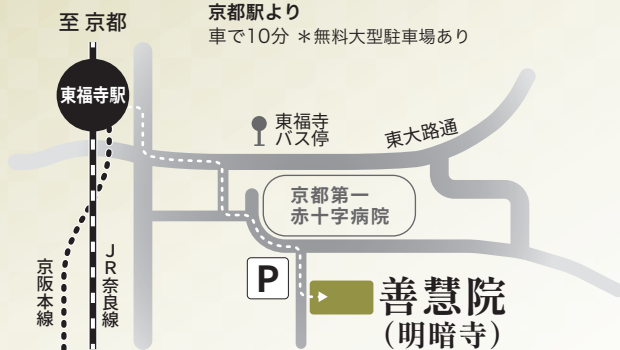 京都駅より
車で10分 ＊無料大型駐車場あり
至 京都
東福寺駅
東福寺
バス停
東大路通
京都第一
赤十字病院
京阪本線
JR奈良線
P
善慧院
(明暗寺)